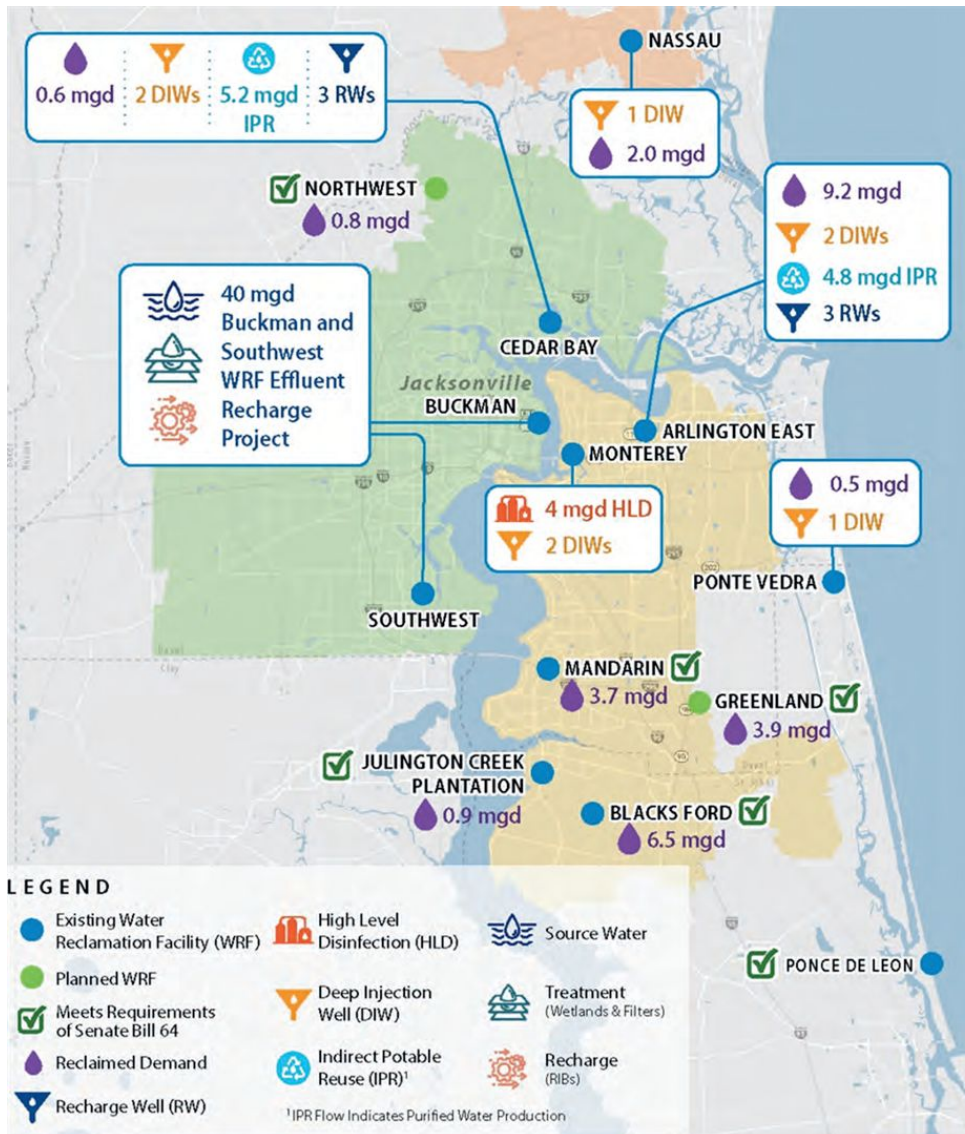 0.6 mgd
2 DIWs
5.2 mgd
IPR
3 RWs
NASSAU
1 DIW
2.0 mgd
NORTHWEST
0.8 mgd
9.2 mgd
2 DIWs
4.8 mgd IPR
3 RWs
40 mgd
Buckman and
Southwest
WRF Effluent
Recharge
Project
CEDAR BAY
Jacksonville
BUCKMAN
ARLINGTON EAST
MONTEREY
4 mgd HLD
2 DIWs
0.5 mgd
1 DIW
PONTE VEDRA
SOUTHWEST
Duval
Clay
MANDARIN
3.7 mgd
GREENLAND
3.9 mgd
Duval
JULINGTON CREEK
PLANTATION
0.9 mgd
BLACKS FORD
6.5 mgd
PONCE DE LEON
LEGEND
Existing Water
Reclamation Facility (WRF)
Planned WRF
Meets Requirements
of Senate Bill 64
Reclaimed Demand
Recharge Well (RW)
High Level
Disinfection (HLD)
Deep Injection
Well (DIW)
Indirect Potable
Reuse (IPR)¹
¹ IPR Flow Indicates Purified Water Production
Source Water
Treatment
(Wetlands & Filters)
Recharge
(RIBs)